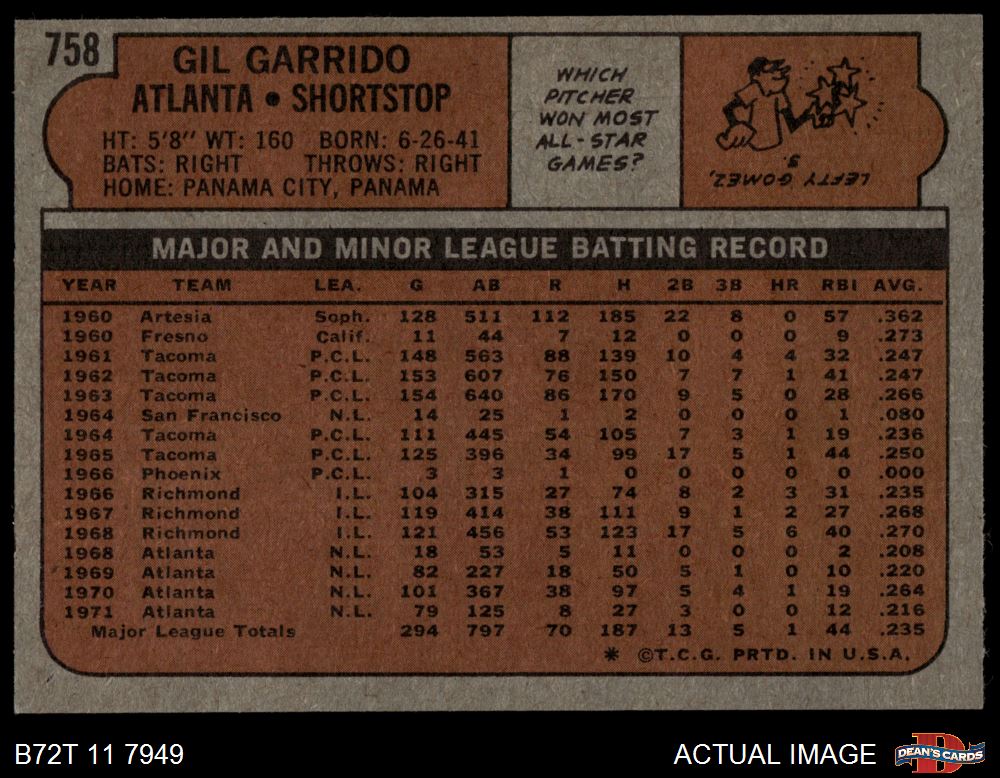 758
GIL GARRIDO
ATLANTA • SHORTSTOP
HT: 5'8" WT: 160 BORN: 6-26-41
BATS: RIGHT THROWS: RIGHT
HOME: PANAMA CITY, PANAMA
WHICH
PITCHER
WON MOST
ALL-STAR
GAMES?
LEFTY GOMEZ,
3.
MAJOR AND MINOR LEAGUE BATTING RECORD
YEAR TEAM LEA. G AB R H 2B 3B HR RBI AVG.
1960 Artesia Soph. 128 511 112 185 22 8 0 57 .362
1960 Fresno Calif. 11 44 7 12 0 0 0 9 .273
1961 Tacoma P.C.L. 148 563 88 139 10 4 4 32 .247
1962 Tacoma P.C.L. 153 607 76 150 7 7 1 41 .247
1963 Tacoma P.C.L. 154 640 86 170 9 5 0 28 .266
1964 San Francisco N.L. 14 25 1 2 0 0 0 1 .080
1964 Tacoma P.C.L. 111 445 54 105 7 3 1 19 .236
1965 Tacoma P.C.L. 125 396 34 99 17 5 1 44 .250
1966 Phoenix P.C.L. 3 3 1 0 0 0 0 0 .000
1966 Richmond I.L. 104 315 27 74 8 2 3 31 .235
1967 Richmond I.L. 119 414 38 111 9 1 2 27 .268
1968 Richmond I.L. 121 456 53 123 17 5 6 40 .270
1968 Atlanta N.L. 18 53 5 11 0 0 0 2 .208
1969 Atlanta N.L. 82 227 18 50 5 1 0 10 .220
1970 Atlanta N.L. 101 367 38 97 5 4 1 19 .264
1971 Atlanta N.L. 79 125 8 27 3 0 0 12 .216
Major League Totals 294 797 70 187 13 5 1 44 .235
* ©T.C.G. PRTD. IN U.S.A.
B72T 11 7949
ACTUAL IMAGE
DEAN'S CARDS